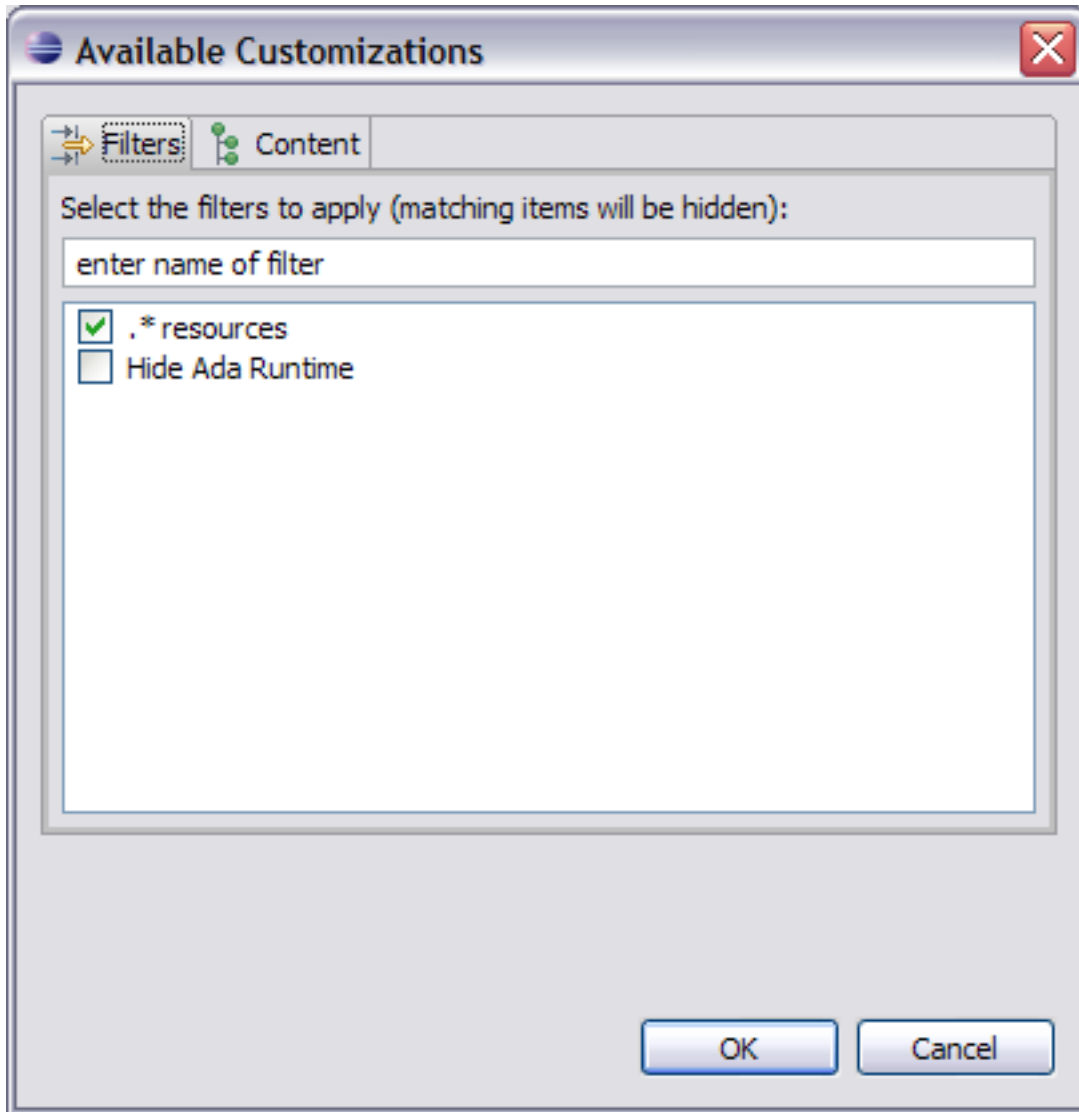 Available Customizations
Filters Content
Select the filters to apply (matching items will be hidden):
enter name of filter
.* resources
Hide Ada Runtime
OK Cancel